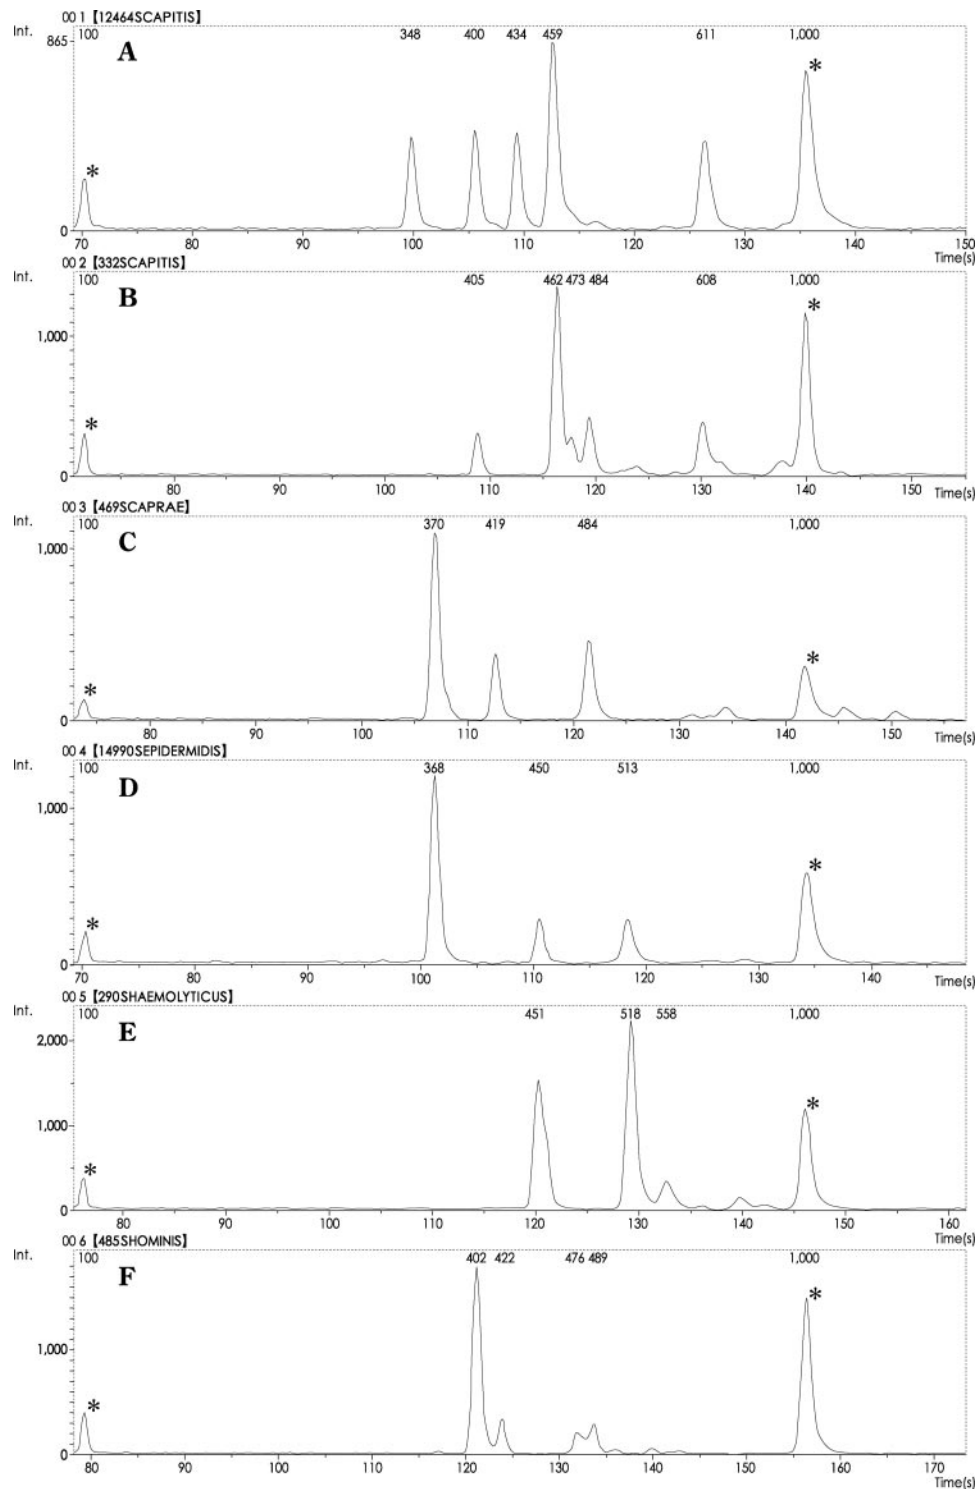 00 1【12464SCAPITIS】
Int. 100 348 400 434 459 611 1,000
865
A * *
0
70 80 90 100 110 120 130 140 150
Time(s)
00 2【332SCAPITIS】
Int. 100 405 462 473 484 608 1,000
B * *
1,000
0
80 90 100 110 120 130 140 150
Time(s)
00 3【469SCAPRAE】
Int. 100 370 419 484 1,000
1,000
C * *
0
80 90 100 110 120 130 140 150
Time(s)
00 4【14990SEPIDERMIDIS】
Int. 100 368 450 513 1,000
D * *
1,000
0
70 80 90 100 110 120 130 140
Time(s)
00 5【290SHAEMOLYTICUS】
Int. 100 451 518 558 1,000
E * *
2,000
1,000
0
80 90 100 110 120 130 140 150 160
Time(s)
00 6【485SHOMINIS】
Int. 100 402 422 476 489 1,000
F * *
1,000
0
80 90 100 110 120 130 140 150 160 170
Time(s)